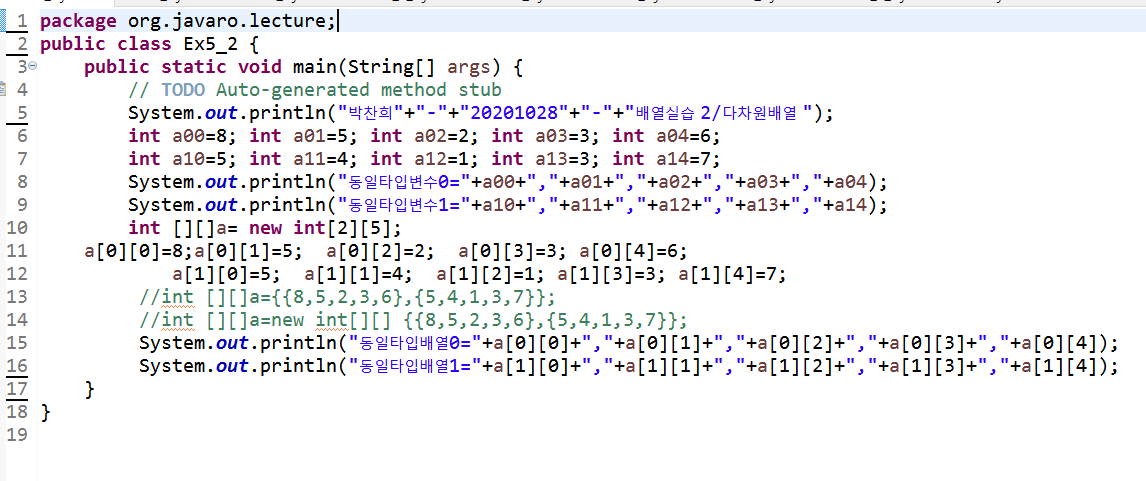 1 package org.javaro.lecture;
2 public class Ex5_2 {
3 public static void main(String[] args) {
4 // TODO Auto-generated method stub
5 System.out.println("박찬희"+"-"+"20201028"+"-"+"배열실습 2/다차원배열 ");
6 int a00=8; int a01=5; int a02=2; int a03=3; int a04=6;
7 int a10=5; int a11=4; int a12=1; int a13=3; int a14=7;
8 System.out.println("동일타입변수0="+a00+","+a01+","+a02+","+a03+","+a04);
9 System.out.println("동일타입변수1="+a10+","+a11+","+a12+","+a13+","+a14);
10 int [][]a= new int[2][5];
11 a[0][0]=8;a[0][1]=5;  a[0][2]=2;  a[0][3]=3; a[0][4]=6;
12 a[1][0]=5;  a[1][1]=4;  a[1][2]=1; a[1][3]=3; a[1][4]=7;
13 //int [][]a={{8,5,2,3,6},{5,4,1,3,7}};
14 //int [][]a=new int[][] {{8,5,2,3,6},{5,4,1,3,7}};
15 System.out.println("동일타입배열0="+a[0][0]+","+a[0][1]+","+a[0][2]+","+a[0][3]+","+a[0][4]);
16 System.out.println("동일타입배열1="+a[1][0]+","+a[1][1]+","+a[1][2]+","+a[1][3]+","+a[1][4]);
17 }
18 }
19